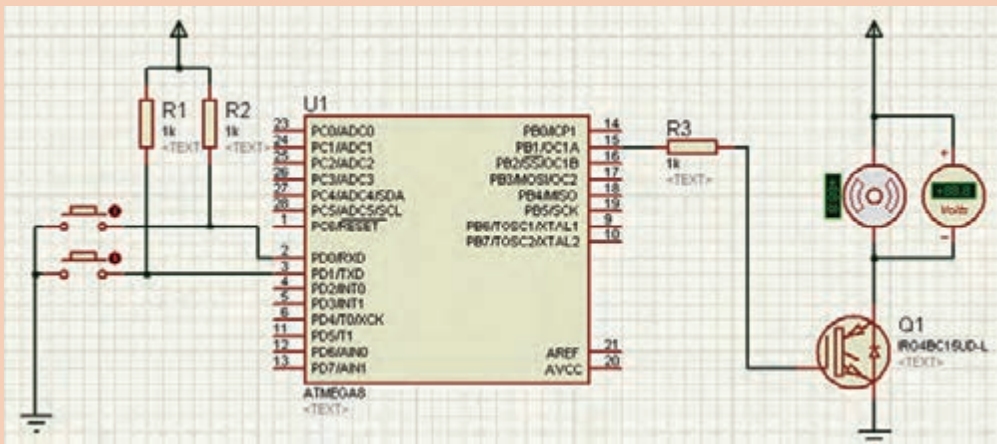 R1
1k
<TEXT>
R2
1k
<TEXT>
U1
23
24
25
26
27
28
1
2
3
4
5
6
11
12
13
PC0/ADC0
PC1/ADC1
PC2/ADC2
PC3/ADC3
PC4/ADC4/SDA
PC5/ADC5/SCL
PC6/RESET
PD0/RXD
PD1/TXD
PD2/INT0
PD3/INT1
PD4/T0/XCK
PD5/T1
PD6/AIN0
PD7/AIN1
PB0/ICP1
PB1/OC1A
PB2/SS/OC1B
PB3/MOSI/OC2
PB4/MISO
PB5/SCK
PB6/TOSC1/XTAL1
PB7/TOSC2/XTAL2
AREF
AVCC
14
15
16
17
18
19
9
10
21
20
ATMEGA8
<TEXT>
R3
1k
<TEXT>
+
Volts
-
Q1
IRG4BC15UD-L
<TEXT>